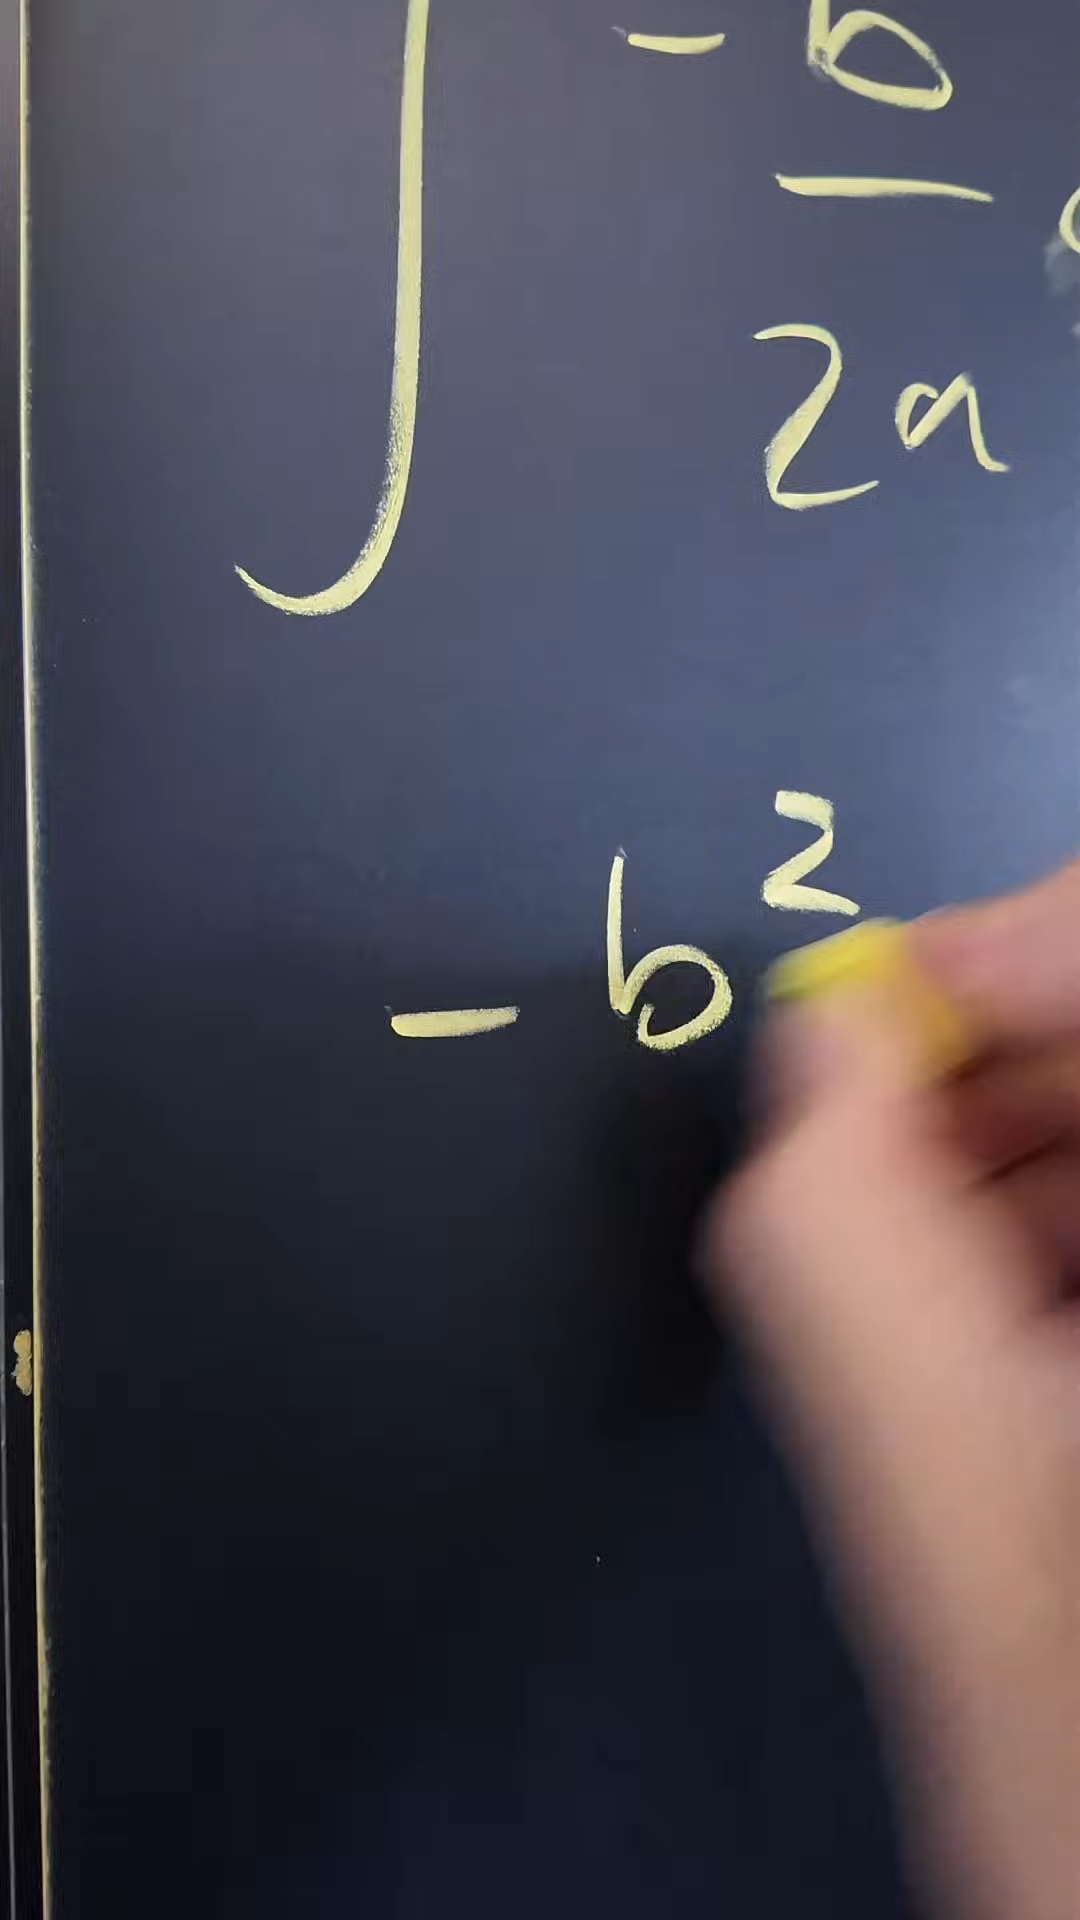 ∫ - b
2a
- b²